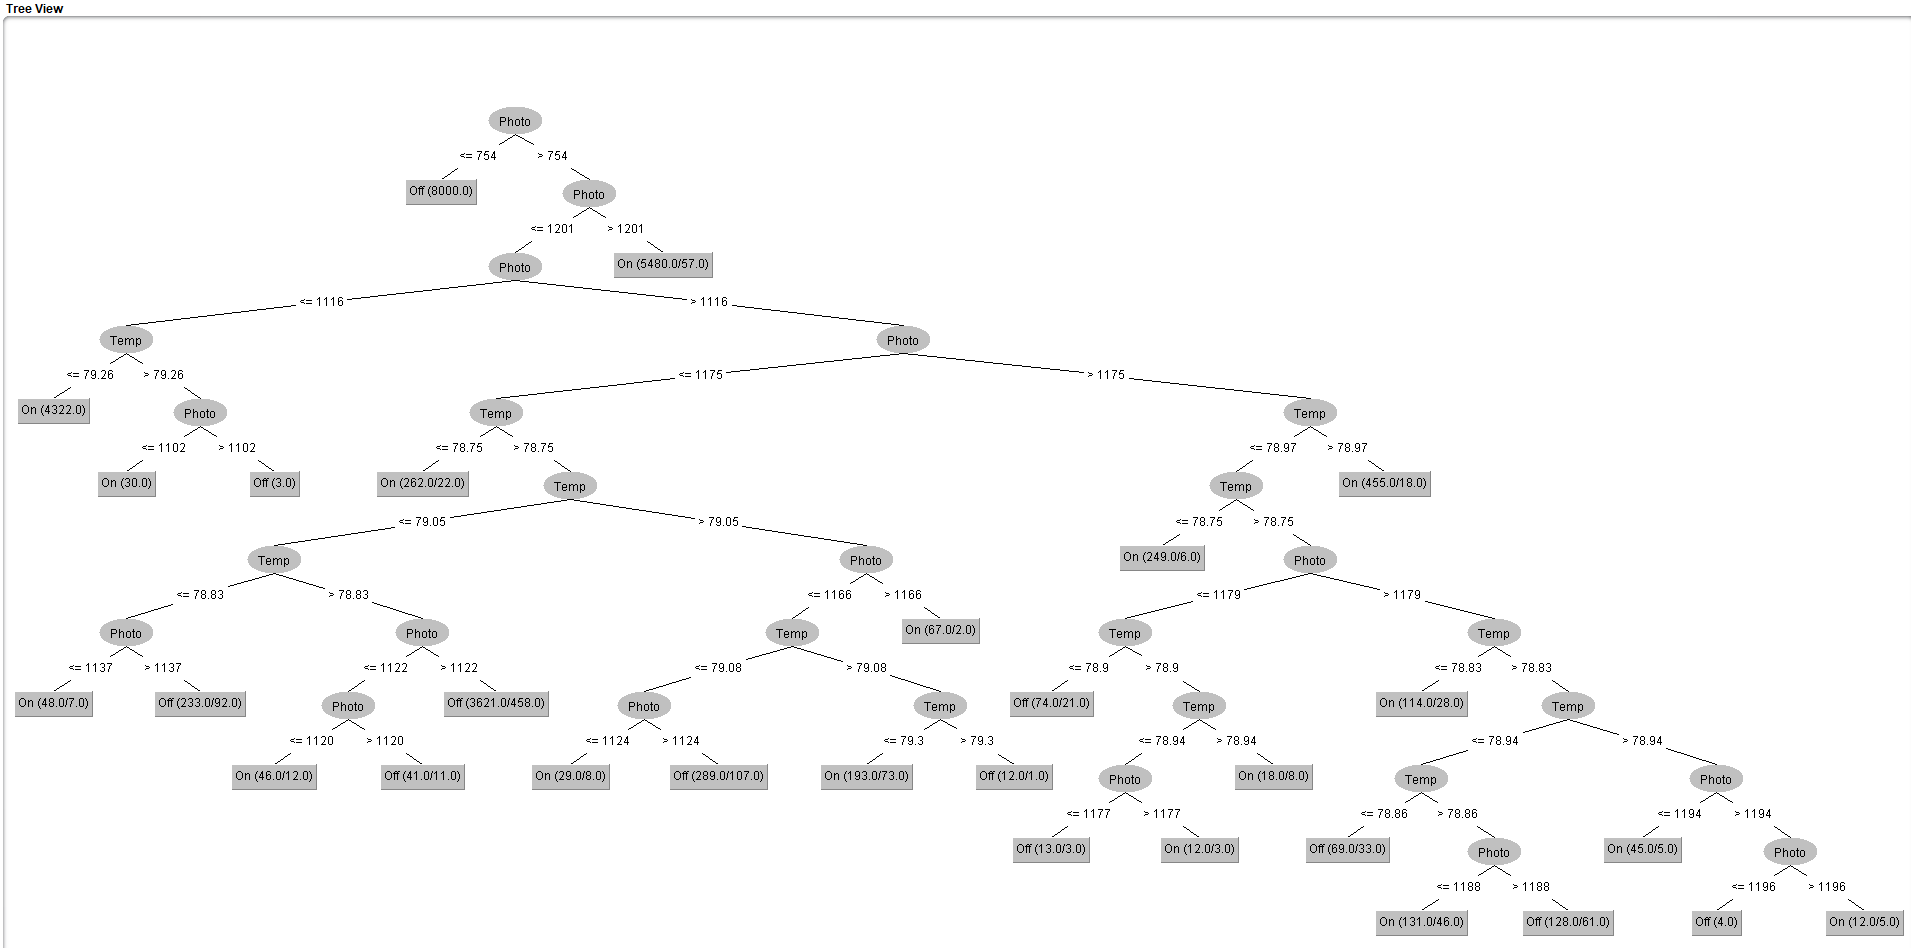 Tree View
Photo
<= 754 > 754
Off (8000.0) Photo
<= 1201 > 1201
Photo On (5480.0/57.0)
<= 1116 > 1116
Temp Photo
<= 79.26 > 79.26 <= 1175 > 1175
On (4322.0) Photo Temp Temp
<= 1102 > 1102 <= 78.75 > 78.75 <= 78.97 > 78.97
On (30.0) Off (3.0) On (262.0/22.0) Temp Temp On (455.0/18.0)
<= 79.05 > 79.05 <= 78.75 > 78.75
Temp Photo On (249.0/6.0) Photo
<= 78.83 > 78.83 <= 1166 > 1166 <= 1179 > 1179
Photo Photo Temp On (67.0/2.0) Temp Temp
<= 1137 > 1137 <= 1122 > 1122 <= 79.08 > 79.08 <= 78.9 > 78.9 <= 78.83 > 78.83
On (48.0/7.0) Off (233.0/92.0) Photo Off (3621.0/458.0) Photo Temp Off (74.0/21.0) Temp On (114.0/28.0) Temp
<= 1120 > 1120 <= 1124 > 1124 <= 79.3 > 79.3 <= 78.94 > 78.94 <= 78.94 > 78.94
On (46.0/12.0) Off (41.0/11.0) On (29.0/8.0) Off (289.0/107.0) On (193.0/73.0) Off (12.0/1.0) Photo On (18.0/8.0) Temp Photo
<= 1177 > 1177 <= 78.86 > 78.86 <= 1194 > 1194
Off (13.0/3.0) On (12.0/3.0) Off (69.0/33.0) Photo On (45.0/5.0) Photo
<= 1188 > 1188 <= 1196 > 1196
On (131.0/46.0) Off (128.0/61.0) Off (4.0) On (12.0/5.0)